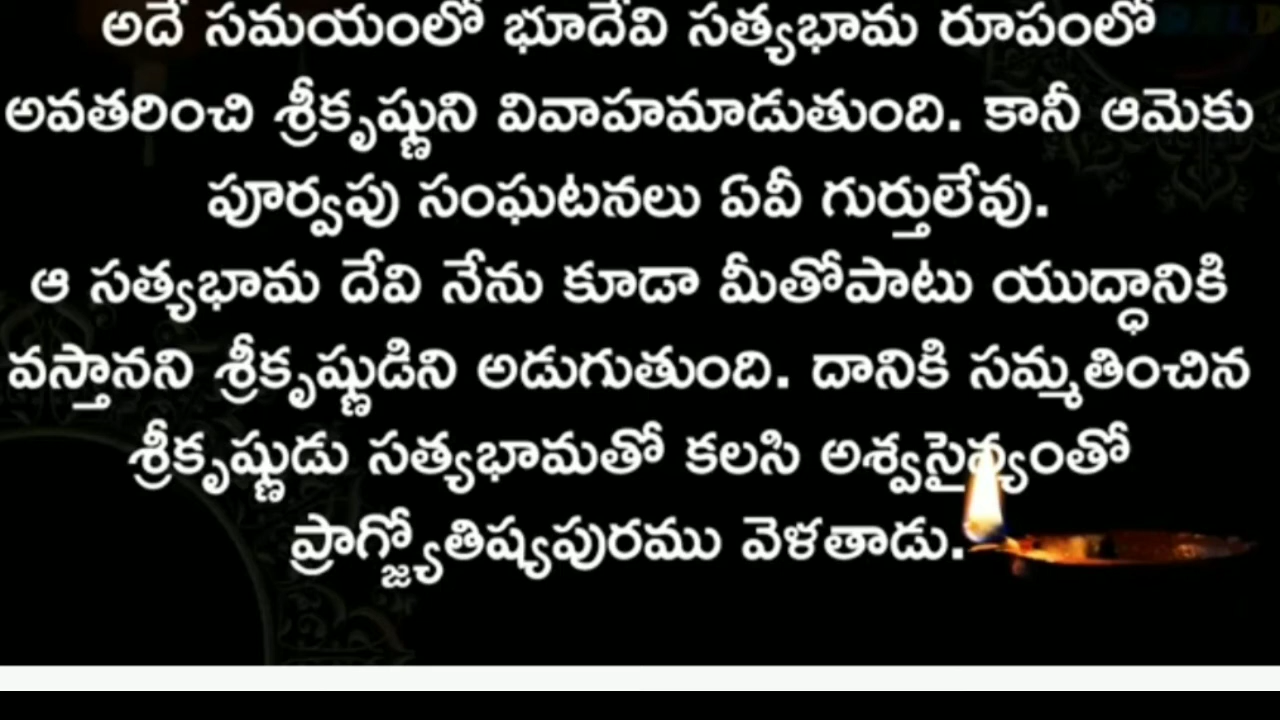 అదే సమయంలో భూదేవి సత్యభామ రూపంలో
అవతరించి శ్రీకృష్ణుని వివాహమాడుతుంది. కానీ ఆమెకు
పూర్వపు సంఘటనలు ఏవీ గుర్తులేవు.
ఆ సత్యభామ దేవి నేను కూడా మీతోపాటు యుద్ధానికి
వస్తానని శ్రీకృష్ణుడిని అడుగుతుంది. దానికి సమ్మతించిన
శ్రీకృష్ణుడు సత్యభామతో కలసి అశ్వసైన్యంతో
ప్రాగ్జ్యోతిష్యపురము వెళతాడు.